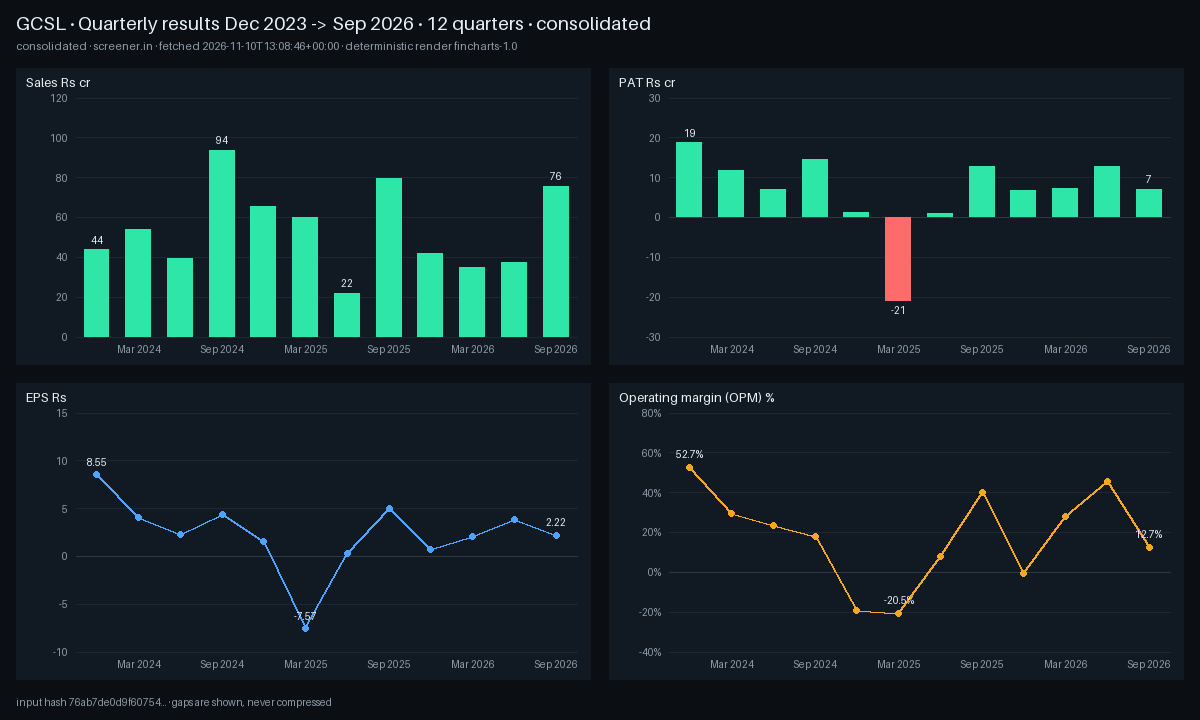 GCSL · Quarterly results Dec 2023 -> Sep 2026 · 12 quarters · consolidated
consolidated · screener.in · fetched 2026-11-10T13:08:46+00:00 · deterministic render fincharts-1.0
Sales Rs cr
120
100
80
60
40
20
0
44
94
22
76
Mar 2024
Sep 2024
Mar 2025
Sep 2025
Mar 2026
Sep 2026
PAT Rs cr
30
20
10
0
-10
-20
-30
19
-21
7
Mar 2024
Sep 2024
Mar 2025
Sep 2025
Mar 2026
Sep 2026
EPS Rs
15
10
5
0
-5
-10
8.55
-7.57
2.22
Mar 2024
Sep 2024
Mar 2025
Sep 2025
Mar 2026
Sep 2026
Operating margin (OPM) %
80%
60%
40%
20%
0%
-20%
-40%
52.7%
-20.5%
12.7%
Mar 2024
Sep 2024
Mar 2025
Sep 2025
Mar 2026
Sep 2026
input hash 76ab7de0d9f60754… · gaps are shown, never compressed